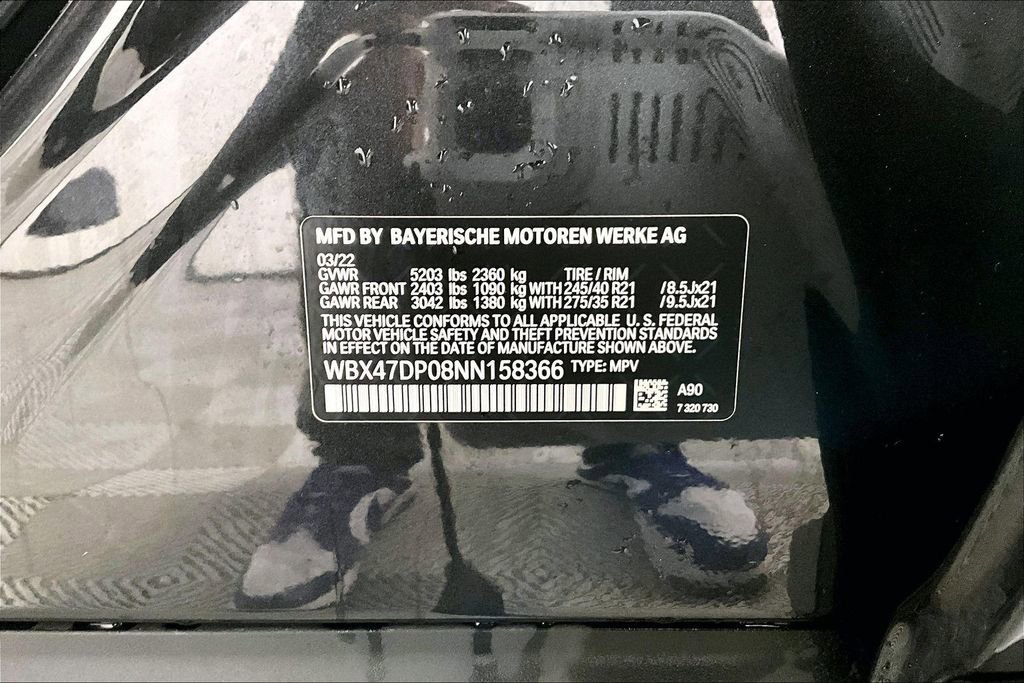 MFD BY BAYERISCHE MOTOREN WERKE AG
03/22
GVWR 5203 lbs 2360 kg TIRE / RIM
GAWR FRONT 2403 lbs 1090 kg WITH 245/40 R21 /8.5Jx21
GAWR REAR 3042 lbs 1380 kg WITH 275/35 R21 /9.5Jx21
THIS VEHICLE CONFORMS TO ALL APPLICABLE U.S. FEDERAL
MOTOR VEHICLE SAFETY AND THEFT PREVENTION STANDARDS
IN EFFECT ON THE DATE OF MANUFACTURE SHOWN ABOVE.
WBX47DP08NN158366 TYPE: MPV
A90
7 320 730